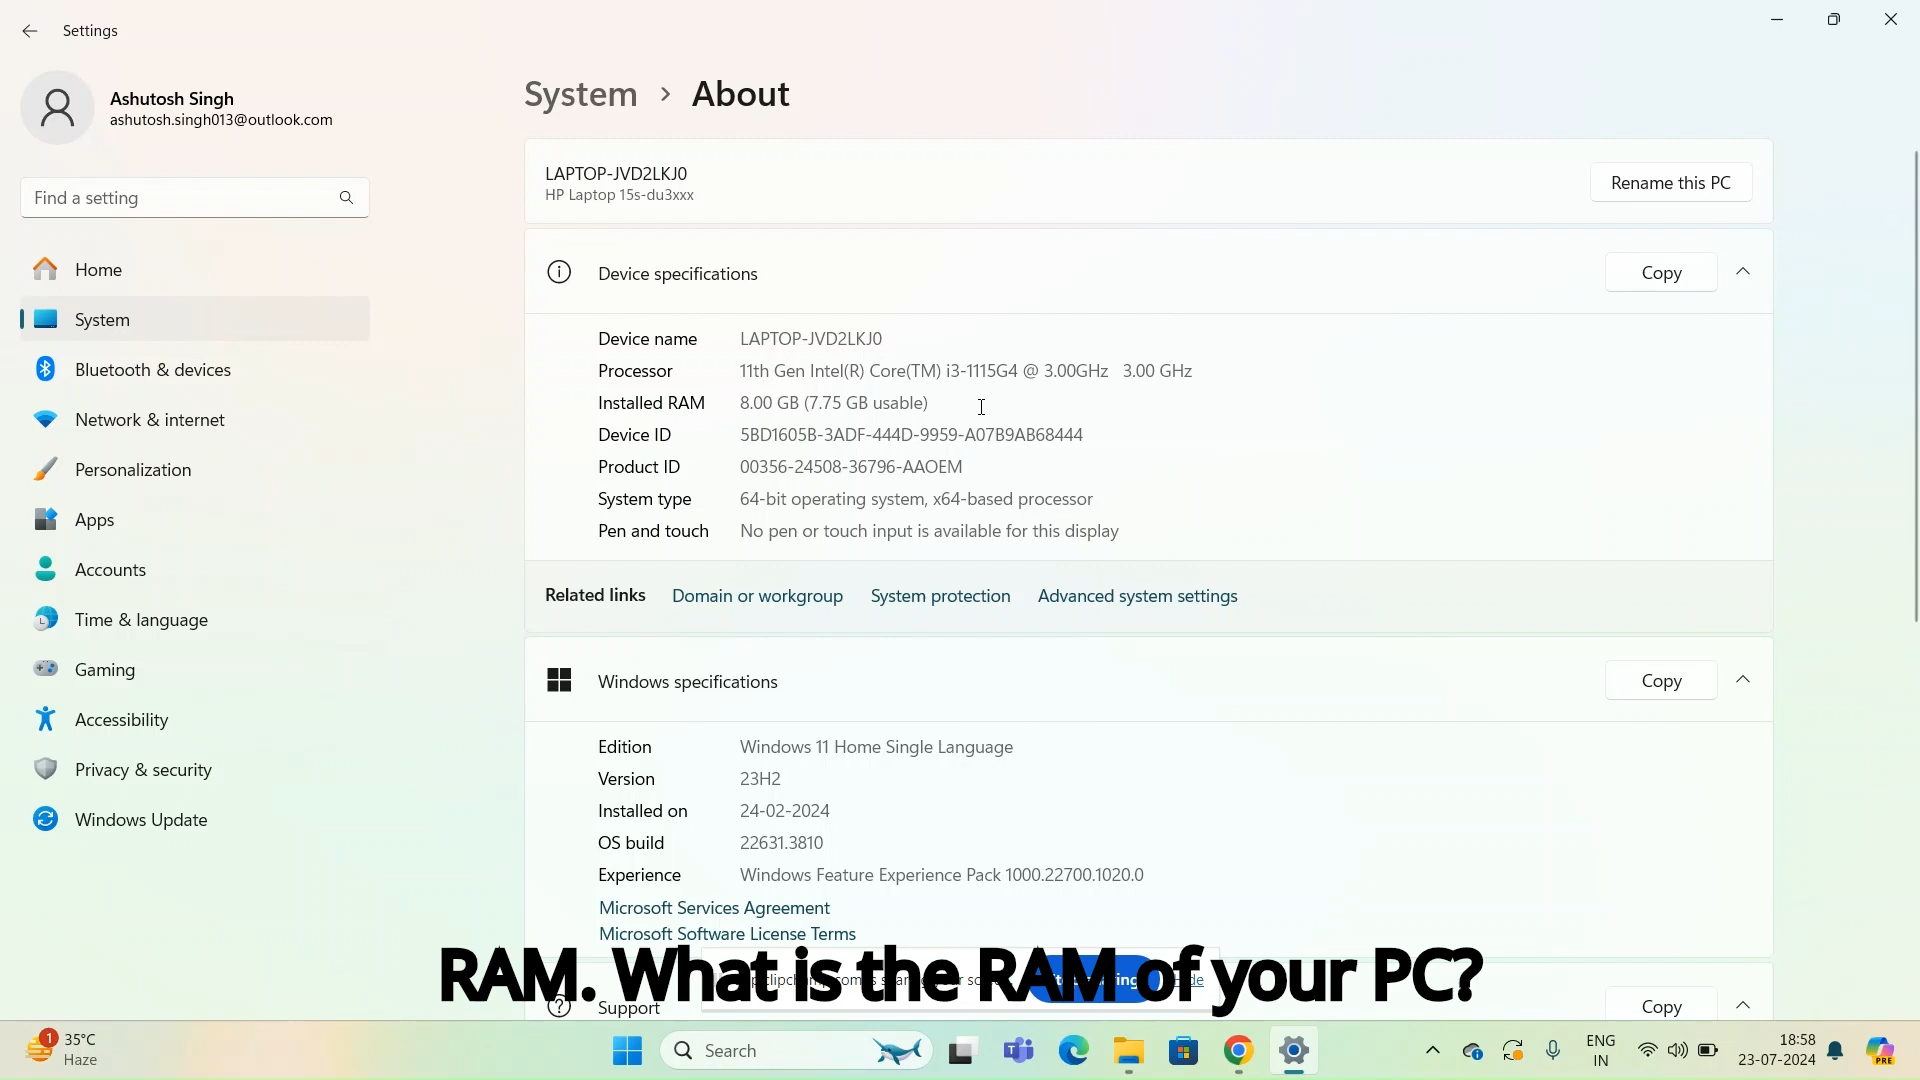 Settings
Ashutosh Singh
ashutosh.singh013@outlook.com
Find a setting
Home
System
Bluetooth & devices
Network & internet
Personalization
Apps
Accounts
Time & language
Gaming
Accessibility
Privacy & security
Windows Update
System > About
LAPTOP-JVD2LKJ0
HP Laptop 15s-du3xxx
Rename this PC
Device specifications
Copy
Device name LAPTOP-JVD2LKJ0
Processor 11th Gen Intel(R) Core(TM) i3-1115G4 @ 3.00GHz 3.00 GHz
Installed RAM 8.00 GB (7.75 GB usable)
Device ID 5BD1605B-3ADF-444D-9959-A07B9AB68444
Product ID 00356-24508-36796-AAOEM
System type 64-bit operating system, x64-based processor
Pen and touch No pen or touch input is available for this display
Related links Domain or workgroup System protection Advanced system settings
Windows specifications
Copy
Edition Windows 11 Home Single Language
Version 23H2
Installed on 24-02-2024
OS build 22631.3810
Experience Windows Feature Experience Pack 1000.22700.1020.0
Microsoft Services Agreement
Microsoft Software License Terms
RAM. What is the RAM of your PC?
Support
Copy
1
35°C
Haze
Search
ENG
IN
18:58
23-07-2024
PRE